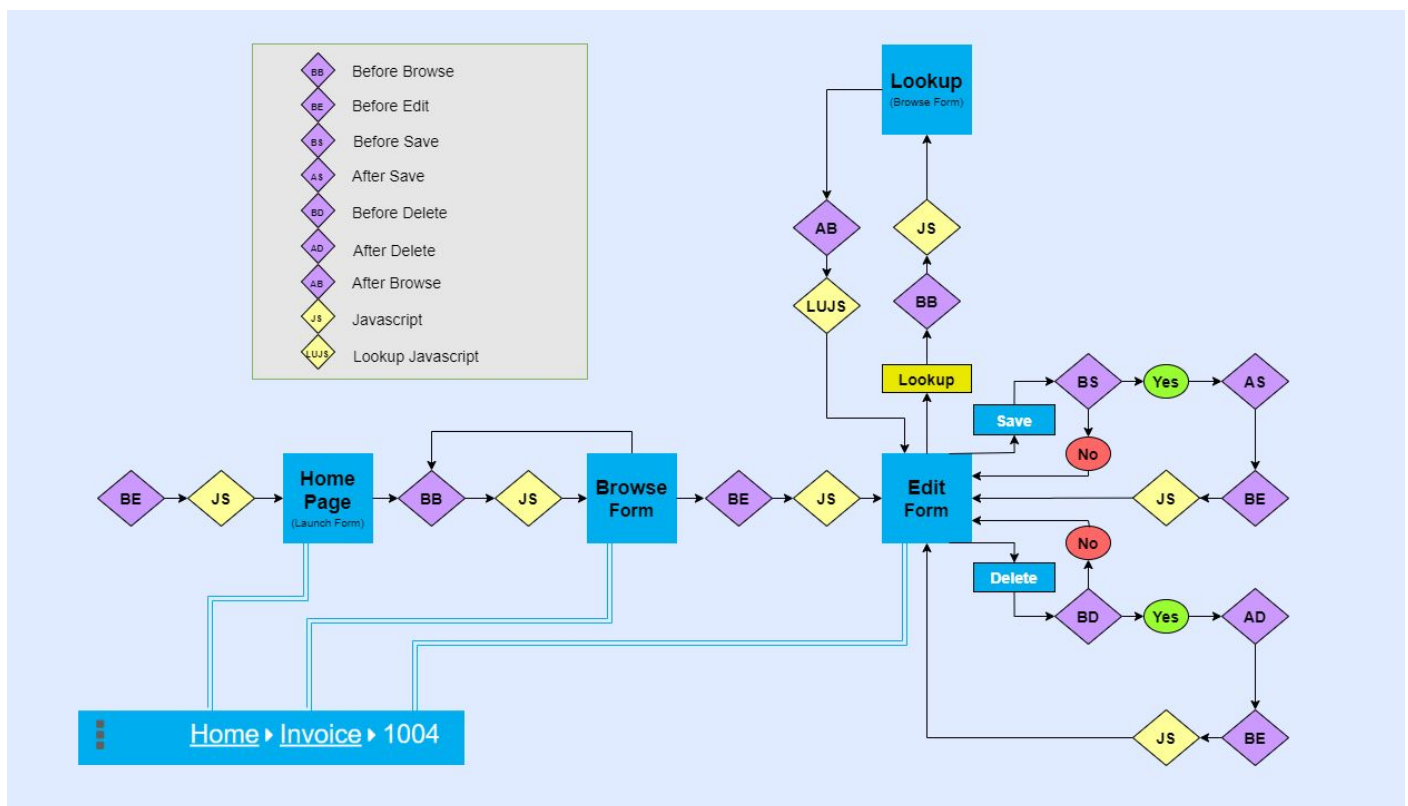 BB Before Browse
BE Before Edit
BS Before Save
AS After Save
BD Before Delete
AD After Delete
AB After Browse
JS Javascript
LUJS Lookup Javascript
Lookup
(Browse Form)
AB
JS
LUJS
BB
Lookup
BS
Yes
AS
Save
No
BE
JS
Home
Page
(Launch Form)
BB
JS
Browse
Form
BE
JS
Edit
Form
JS
BE
No
Delete
BD
Yes
AD
JS
BE
Home Invoice 1004